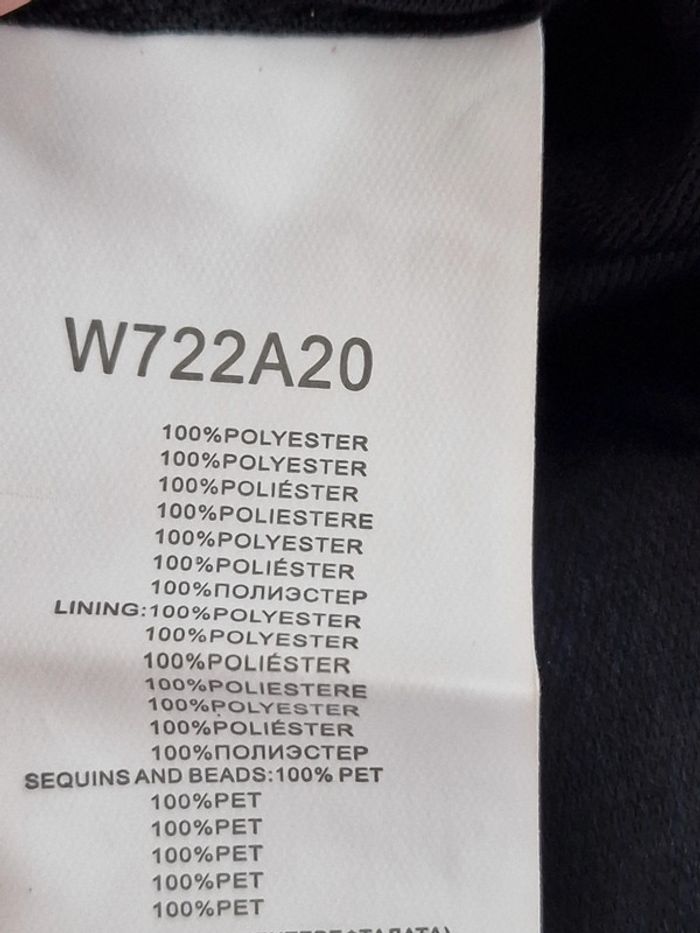 W722A20
100%POLYESTER
100%POLYESTER
100%POLIÉSTER
100%POLIESTERE
100%POLYESTER
100%POLIÉSTER
100%ПОЛИЭСТЕР
LINING:100%POLYESTER
100%POLYESTER
100%POLIÉSTER
100%POLIESTERE
100%POLYESTER
100%POLIÉSTER
100%ПОЛИЭСТЕР
SEQUINS AND BEADS:100% PET
100%PET
100%PET
100%PET
100%PET
100%PET